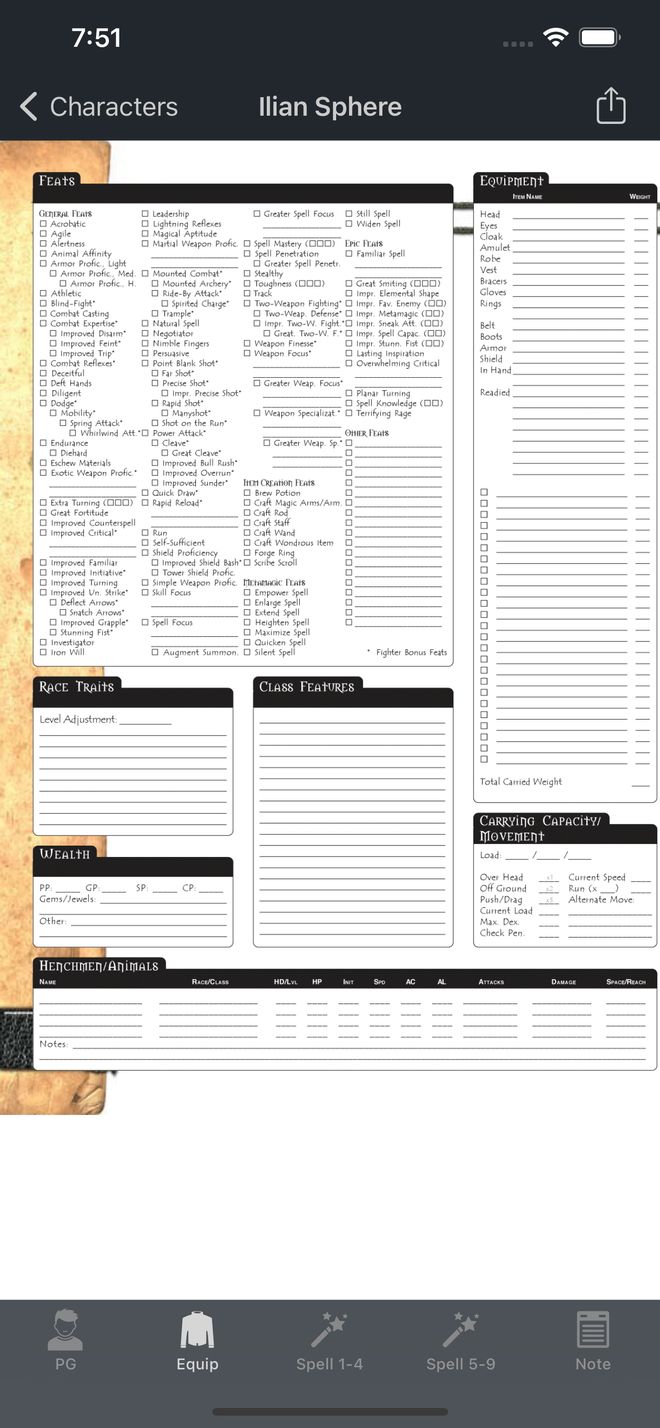 7:51
Characters
Ilian Sphere
Feats
General Feats
Acrobatic
Agile
Alertness
Animal Affinity
Armor Profic., Light
Armor Profic., Med.
Armor Profic., H.
Athletic
Blind-Fight*
Combat Casting
Combat Expertise*
Improved Disarm*
Improved Feint*
Improved Trip*
Combat Reflexes*
Deceitful
Deft Hands
Diligent
Dodge*
Mobility*
Spring Attack*
Whirlwind Att.*
Endurance
Diehard
Eschew Materials
Exotic Weapon Profic.*
Extra Turning (□□□)
Great Fortitude
Improved Counterspell
Improved Critical*
Improved Familiar
Improved Initiative*
Improved Turning
Improved Un. Strike*
Deflect Arrows*
Snatch Arrows*
Improved Grapple*
Stunning Fist*
Investigator
Iron Will
Leadership
Lightning Reflexes
Magical Aptitude
Martial Weapon Profic.
Mounted Combat*
Mounted Archery*
Ride-By Attack*
Spirited Charge*
Trample*
Natural Spell
Negotiator
Nimble Fingers
Persuasive
Point Blank Shot*
Far Shot*
Precise Shot*
Impr. Precise Shot*
Rapid Shot*
Manyshot*
Shot on the Run*
Power Attack*
Cleave*
Great Cleave*
Improved Bull Rush*
Improved Overrun*
Improved Sunder*
Quick Draw*
Rapid Reload*
Run
Self-Sufficient
Shield Proficiency
Improved Shield Bash*
Tower Shield Profic.
Simple Weapon Profic.
Skill Focus
Spell Focus
Augment Summon.
Greater Spell Focus
Spell Mastery (□□□)
Spell Penetration
Greater Spell Penetr.
Stealthy
Toughness (□□□)
Track
Two-Weapon Fighting*
Two-Weap. Defense*
Impr. Two-W. Fight.*
Great. Two-W. F.*
Weapon Finesse*
Weapon Focus*
Greater Weap. Focus*
Weapon Specializat.*
Greater Weap. Sp.*
Item Creation Feats
Brew Potion
Craft Magic Arms/Arm.
Craft Rod
Craft Staff
Craft Wand
Craft Wondrous Item
Forge Ring
Scribe Scroll
Metamagic Feats
Empower Spell
Enlarge Spell
Extend Spell
Heighten Spell
Maximize Spell
Quicken Spell
Silent Spell
Still Spell
Widen Spell
Epic Feats
Familiar Spell
Great Smiting (□□□)
Impr. Elemental Shape
Impr. Fav. Enemy (□□)
Impr. Metamagic (□□)
Impr. Sneak Att. (□□)
Impr. Spell Capac. (□□)
Impr. Stunn. Fist (□□)
Lasting Inspiration
Overwhelming Critical
Planar Turning
Spell Knowledge (□□)
Terrifying Rage
Other Feats
* Fighter Bonus Feats
Equipment
Item Name Weight
Head
Eyes
Cloak
Amulet
Robe
Vest
Bracers
Gloves
Rings
Belt
Boots
Armor
Shield
In Hand
Readied
Total Carried Weight
Race Traits
Level Adjustment:
Class Features
Wealth
PP: GP: SP: CP:
Gems/Jewels:
Other:
Carrying Capacity/
Movement
Load: / /
Over Head x1 Current Speed
Off Ground x2 Run (x )
Push/Drag x5 Alternate Move:
Current Load
Max. Dex.
Check Pen.
Henchmen/Animals
Name Race/Class HD/Lvl HP Init Spd AC AL Attacks Damage Space/Reach
Notes:
PG
Equip
Spell 1-4
Spell 5-9
Note